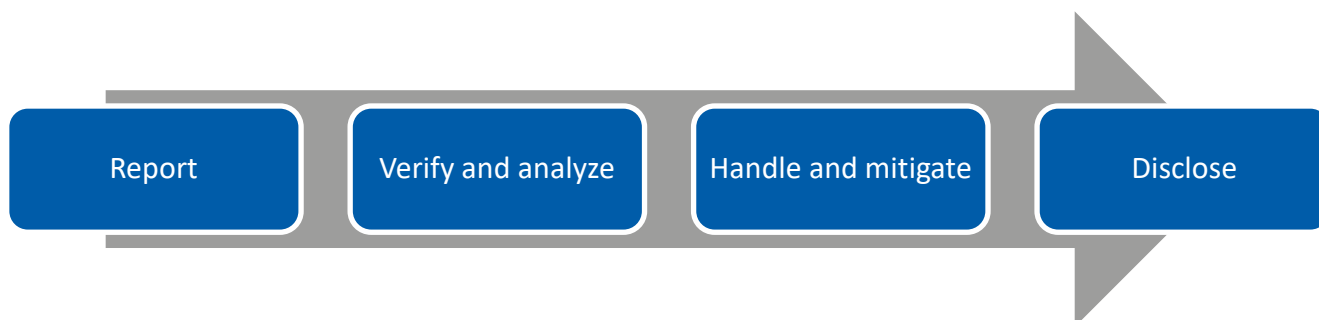 Report
Verify and analyze
Handle and mitigate
Disclose